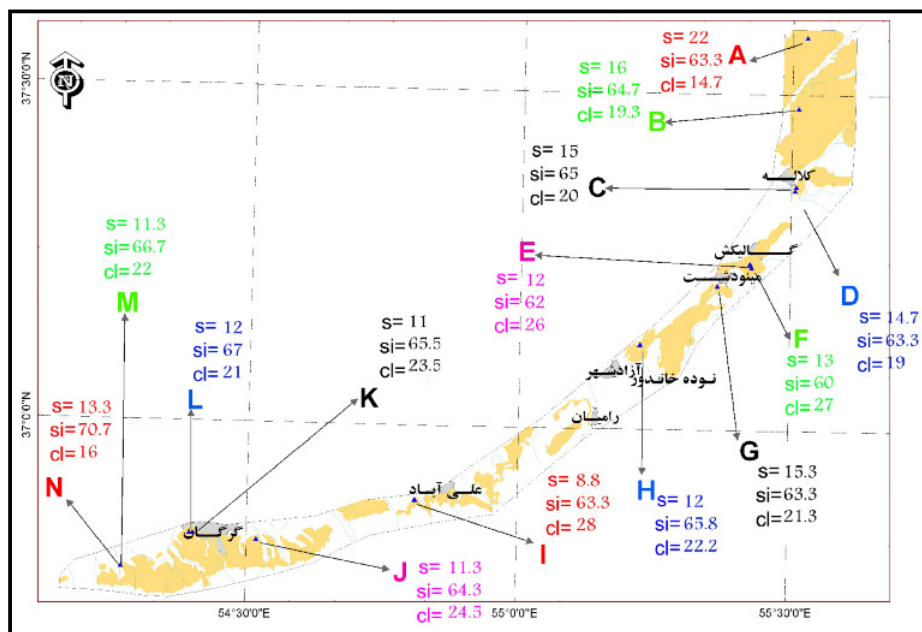 37°30'0"N
N
s= 22
si= 63.3
cl= 14.7
A
s= 16
si= 64.7
cl= 19.3
B
s= 15
si= 65
cl= 20
C
کلاله
گالیکش
مینودشت
E
s= 12
si= 62
cl= 26
D
s= 14.7
si= 63.3
cl= 19
F
s= 13
si= 60
cl= 27
s= 11.3
si= 66.7
cl= 22
M
s= 12
si= 67
cl= 21
L
s= 11
si= 65.5
cl= 23.5
K
آزادشهر
نوده خاندوز
رامیان
37°0'0"N
s= 13.3
si= 70.7
cl= 16
N
G
s= 15.3
si= 63.3
cl= 21.3
H
s= 12
si= 65.8
cl= 22.2
علی آباد
s= 8.8
si= 63.3
cl= 28
I
گرگان
J
s= 11.3
si= 64.3
cl= 24.5
54°30'0"E
55°0'0"E
55°30'0"E